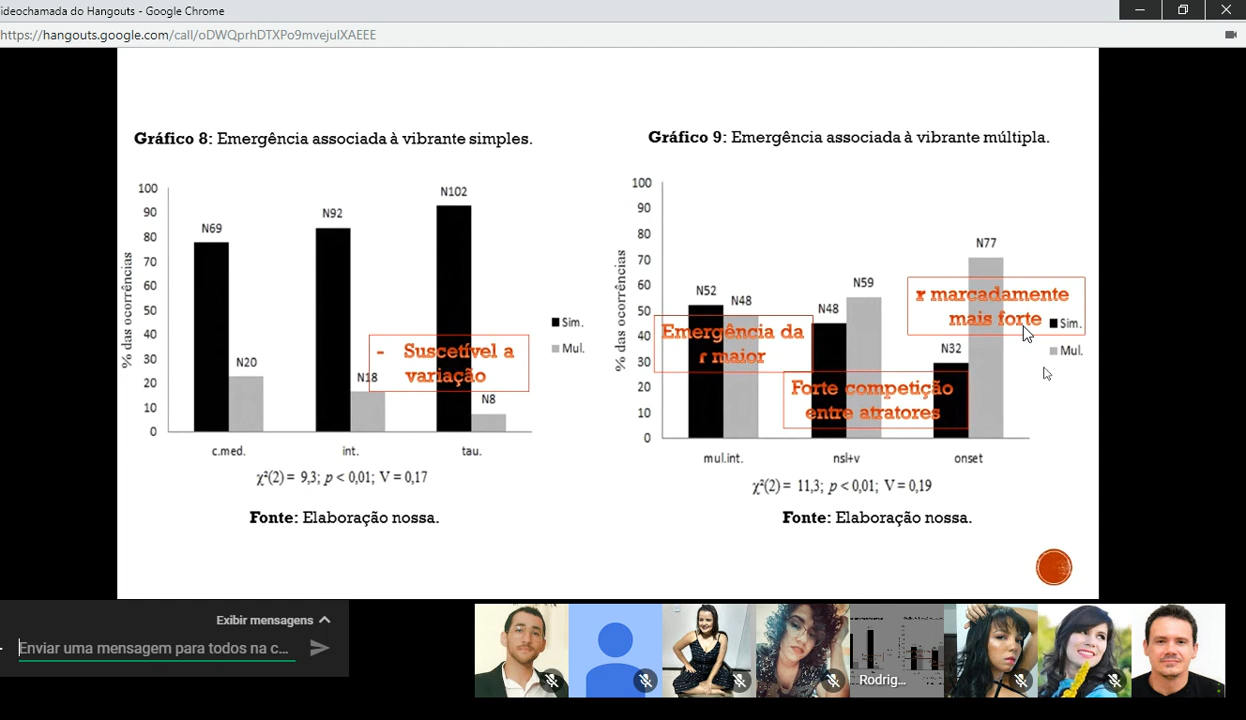 ideochamada do Hangouts - Google Chrome
https://hangouts.google.com/call/oDWQprhDTXPo9mvejulXAEEE
Gráfico 8: Emergência associada à vibrante simples.
100
90
80
70
60
50
40
30
20
10
0
% das ocorrências
N69
N20
N92
N18
N102
N8
c.med.
int.
tau.
Sim.
Mul.
- Suscetível a
variação
χ²(2) = 9,3; p < 0,01; V = 0,17
Fonte: Elaboração nossa.
Gráfico 9: Emergência associada à vibrante múltipla.
100
90
80
70
60
50
40
30
20
10
0
% das ocorrências
N52
N48
N48
N59
N32
N77
mul.int.
nsl+v
onset
Sim.
Mul.
Emergência da
r maior
Forte competição
entre atratores
r marcadamente
mais forte
χ²(2) = 11,3; p < 0,01; V = 0,19
Fonte: Elaboração nossa.
Exibir mensagens
Enviar uma mensagem para todos na c...
Rodrig...